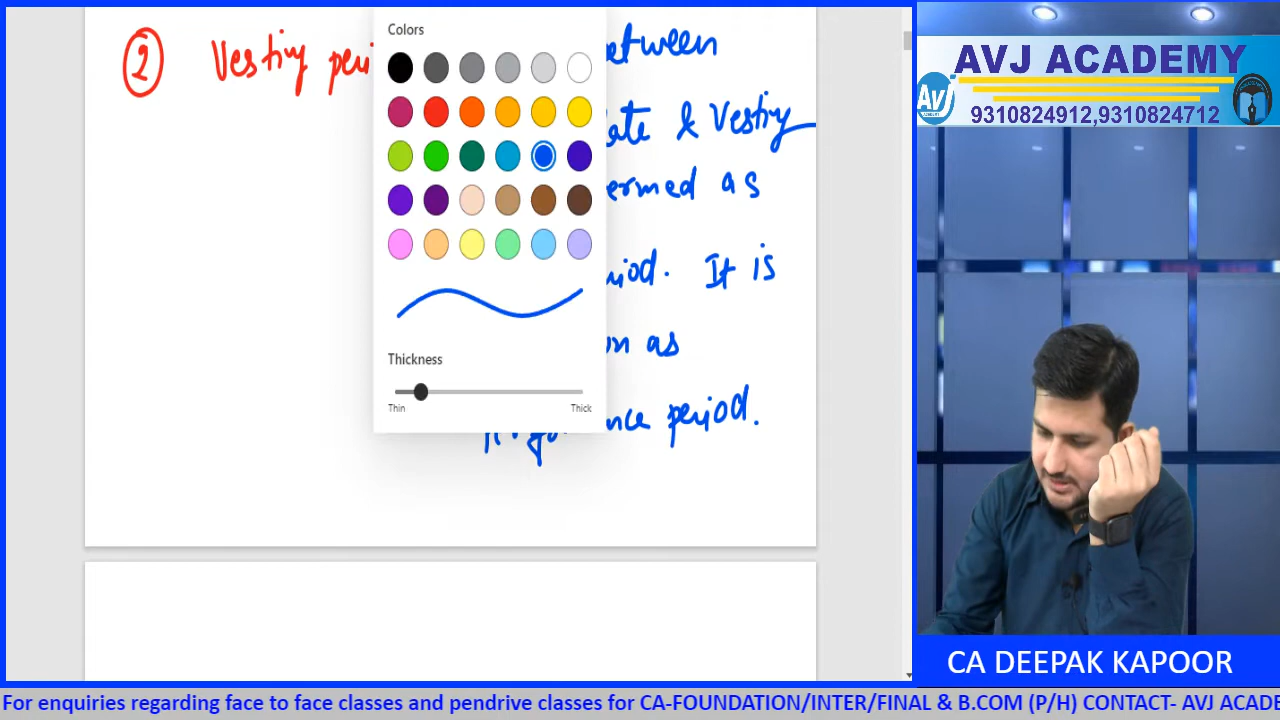 ② Vesting peri
etween
ate & Vesting
ermed as
iod. It is
n as
nce period.
Colors
Thickness
Thin Thick
AVJ ACADEMY
AVJ
9310824912,9310824712
CA DEEPAK KAPOOR
For enquiries regarding face to face classes and pendrive classes for CA-FOUNDATION/INTER/FINAL & B.COM (P/H) CONTACT- AVJ ACADE